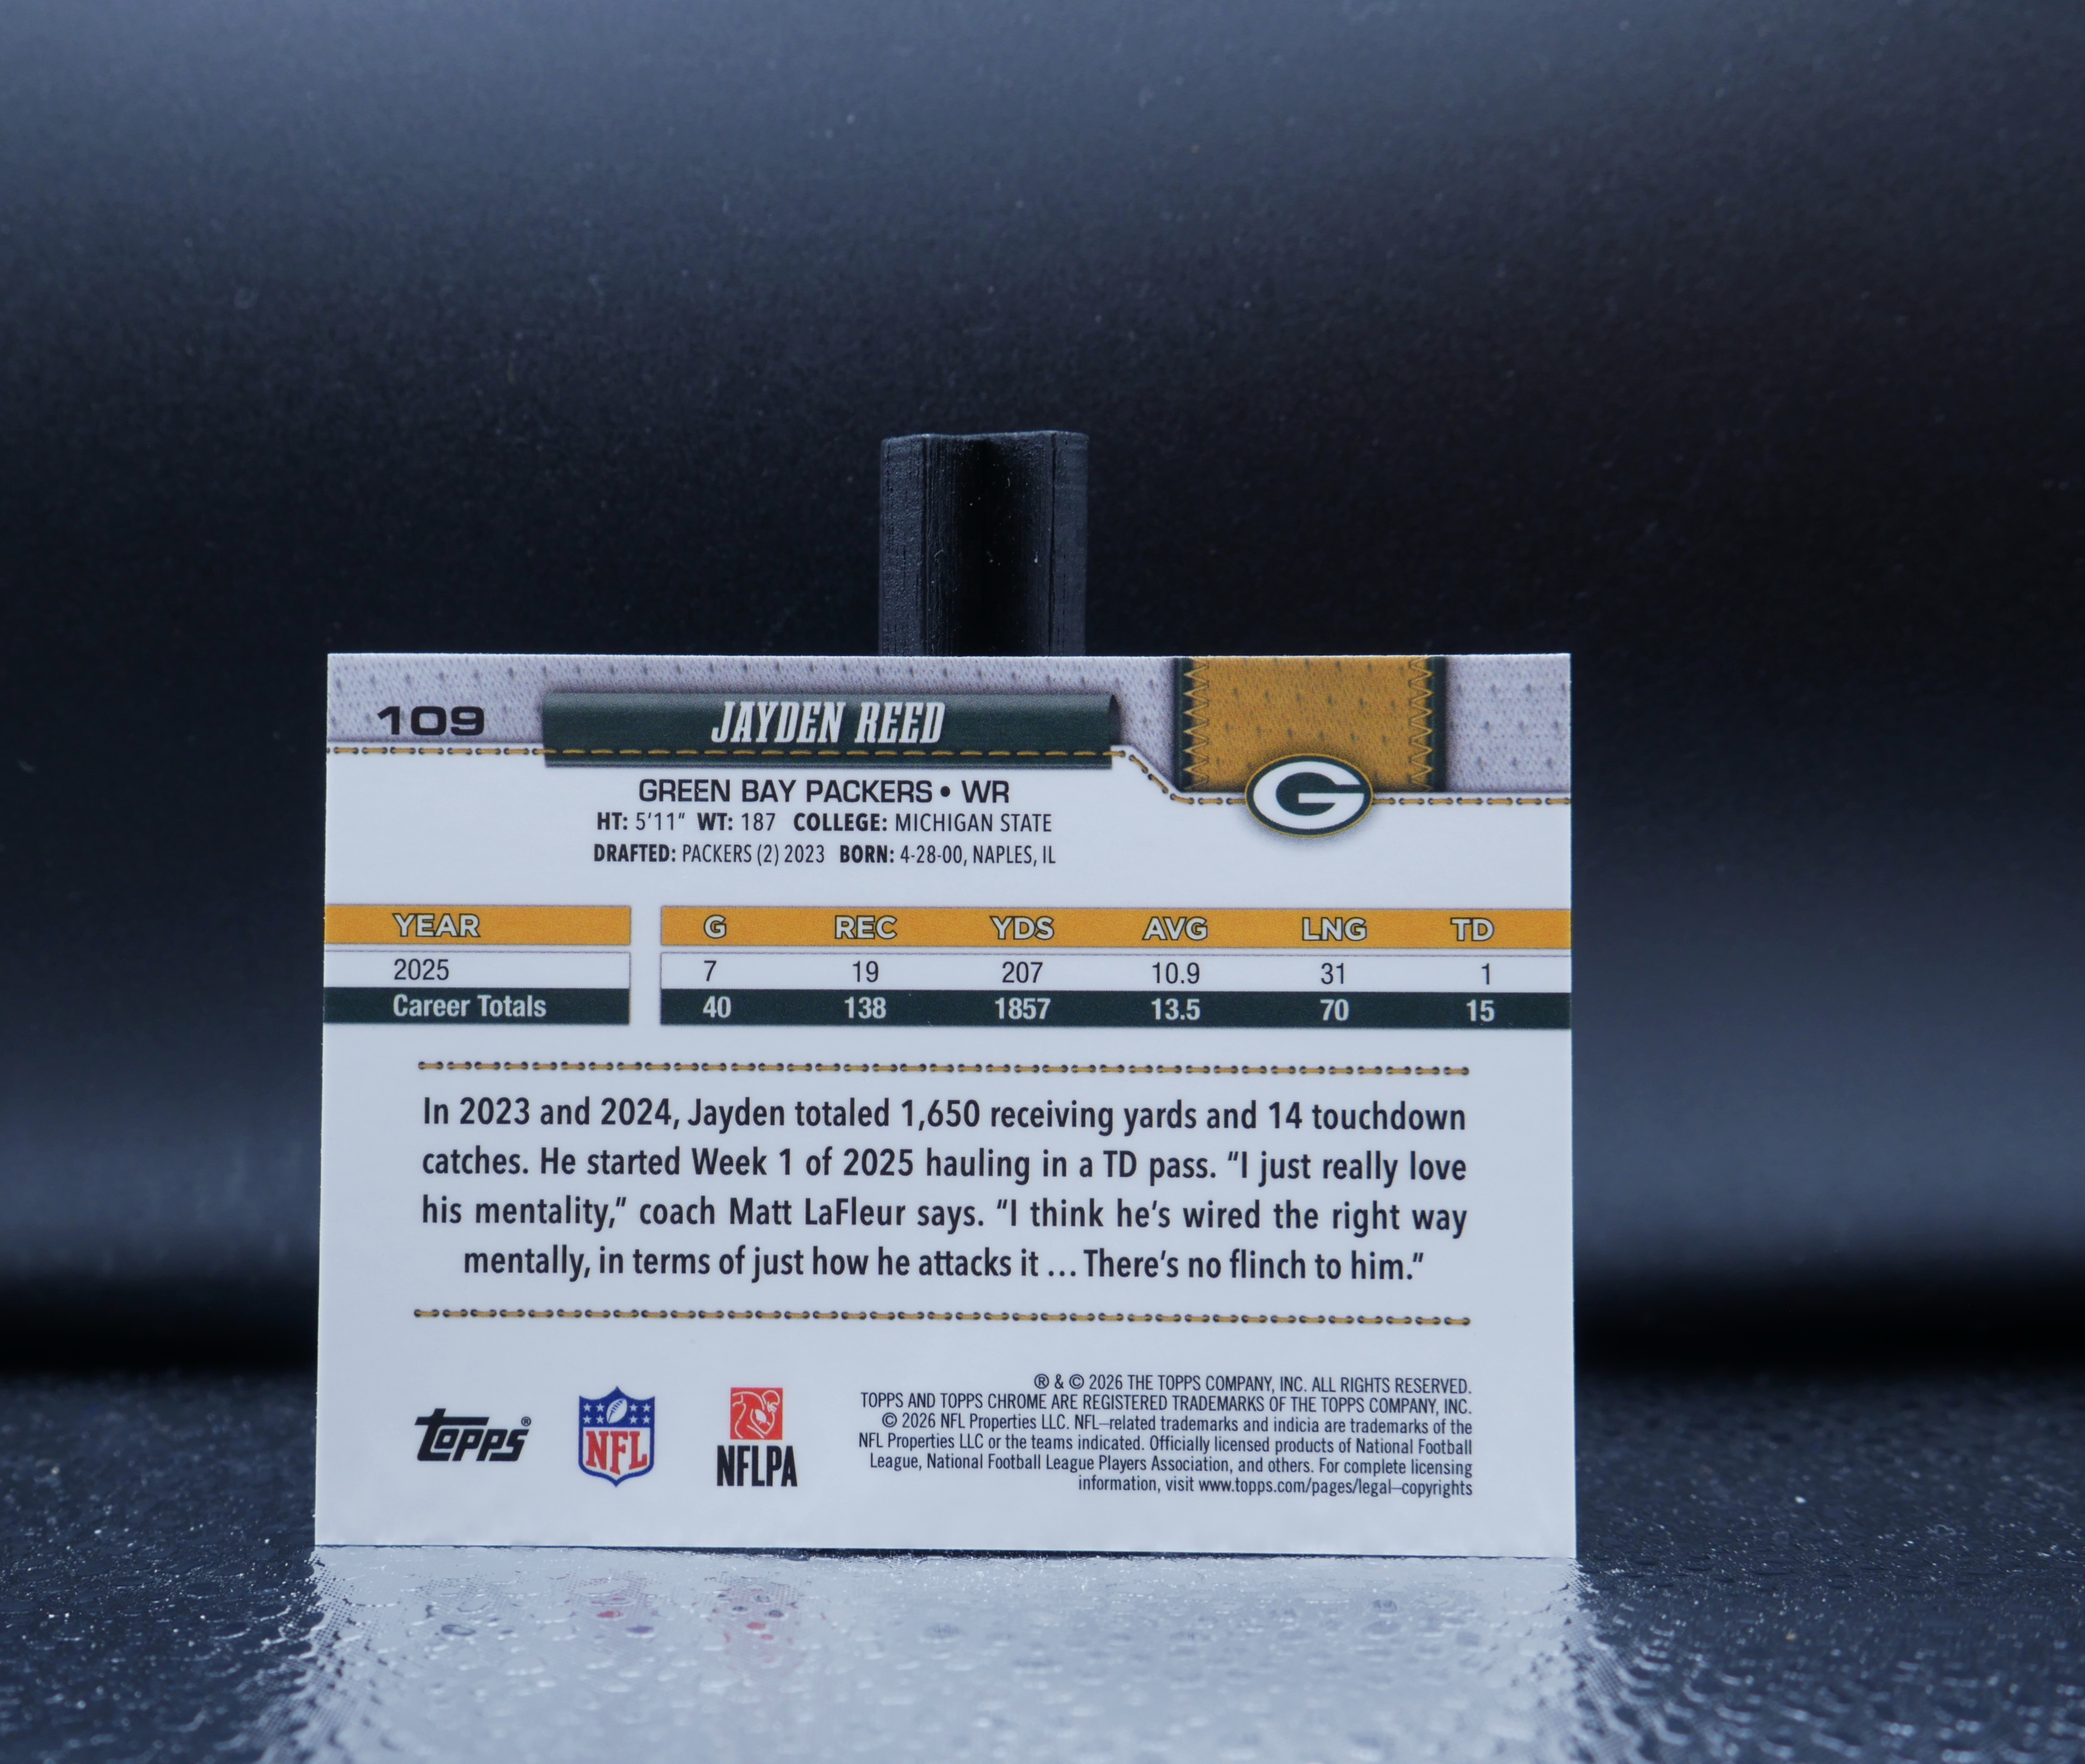 109
JAYDEN REED
G
GREEN BAY PACKERS • WR
HT: 5'11" WT: 187 COLLEGE: MICHIGAN STATE
DRAFTED: PACKERS (2) 2023 BORN: 4-28-00, NAPLES, IL
YEAR G REC YDS AVG LNG TD
2025 7 19 207 10.9 31 1
Career Totals 40 138 1857 13.5 70 15
In 2023 and 2024, Jayden totaled 1,650 receiving yards and 14 touchdown
catches. He started Week 1 of 2025 hauling in a TD pass. “I just really love
his mentality,” coach Matt LaFleur says. “I think he’s wired the right way
mentally, in terms of just how he attacks it ... There’s no flinch to him.”
Topps®
NFL
NFLPA
® & © 2026 THE TOPPS COMPANY, INC. ALL RIGHTS RESERVED.
TOPPS AND TOPPS CHROME ARE REGISTERED TRADEMARKS OF THE TOPPS COMPANY, INC.
© 2026 NFL Properties LLC. NFL–related trademarks and indicia are trademarks of the
NFL Properties LLC or the teams indicated. Officially licensed products of National Football
League, National Football League Players Association, and others. For complete licensing
information, visit www.topps.com/pages/legal–copyrights